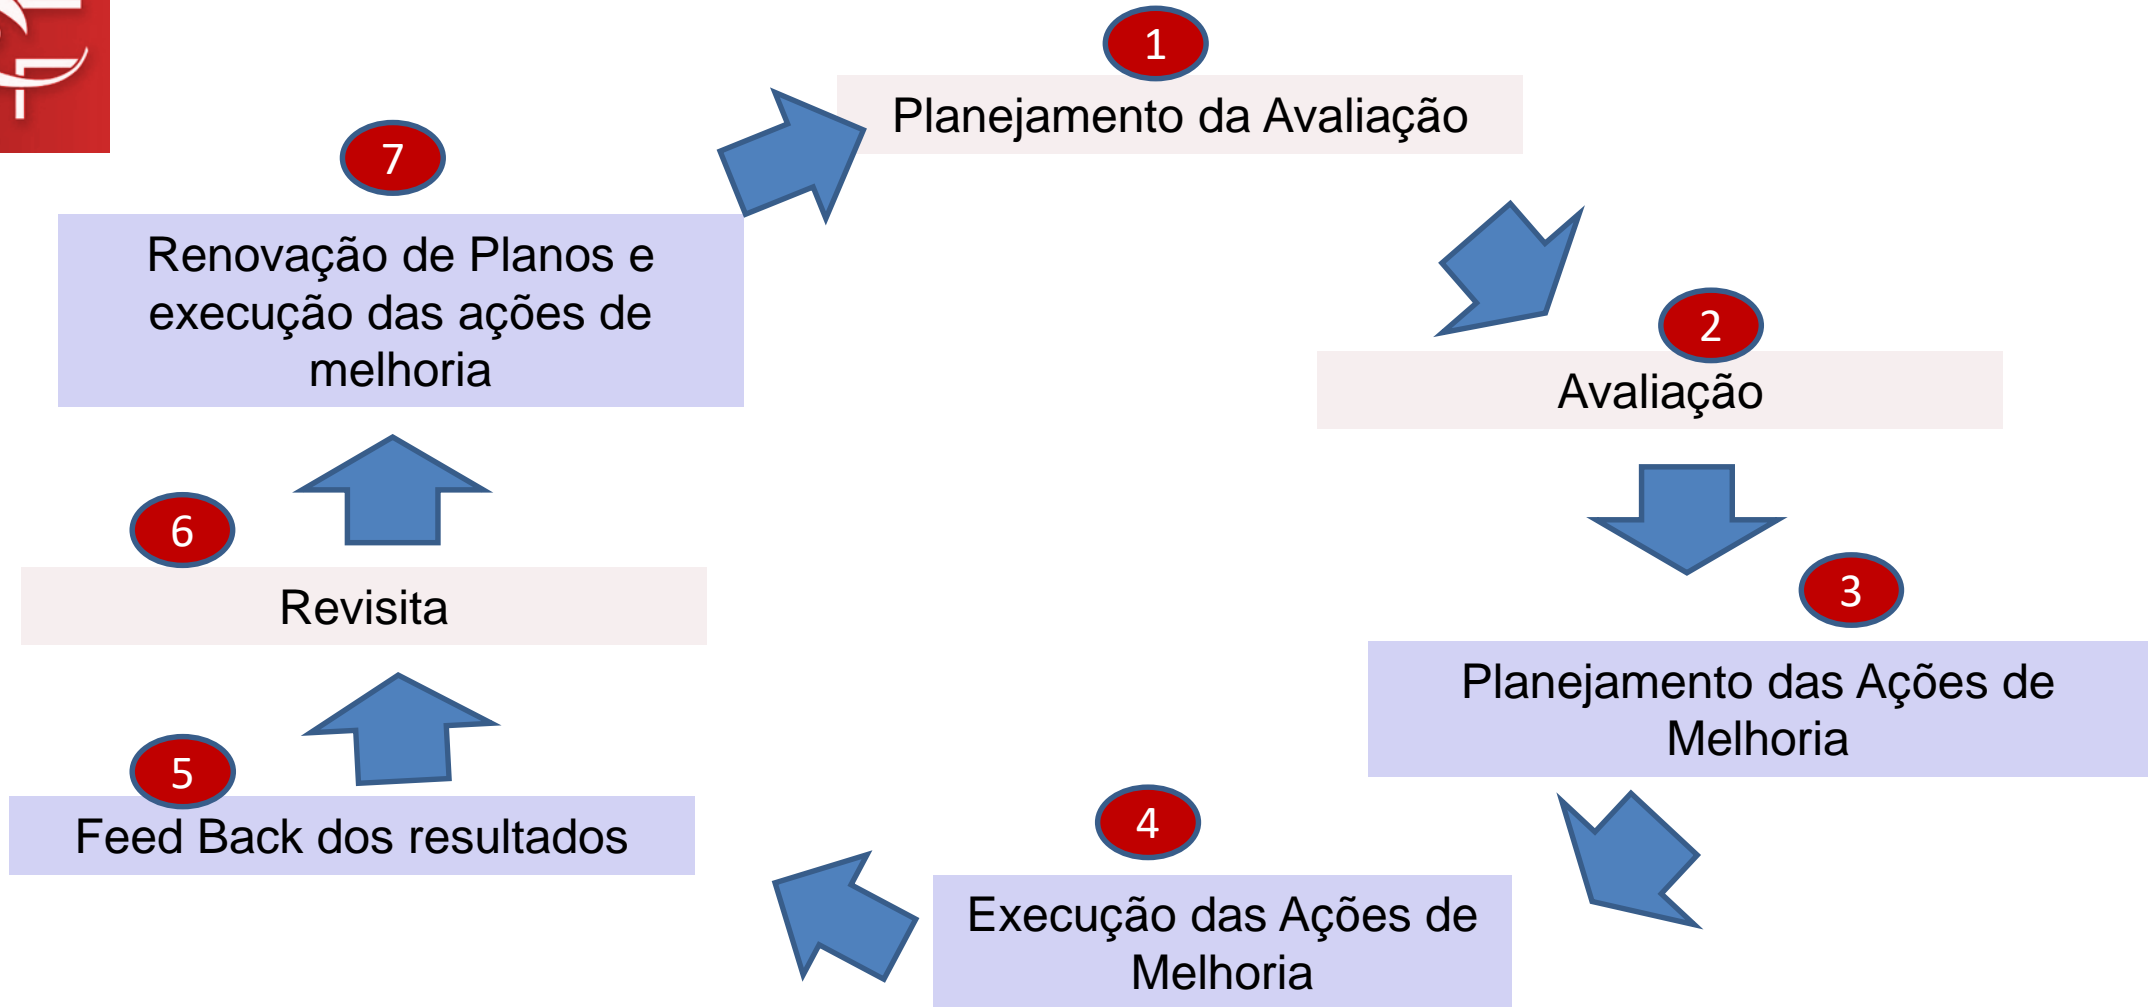 1
Planejamento da Avaliação
2
Avaliação
3
Planejamento das Ações de
Melhoria
4
Execução das Ações de
Melhoria
5
Feed Back dos resultados
6
Revisita
7
Renovação de Planos e
execução das ações de
melhoria